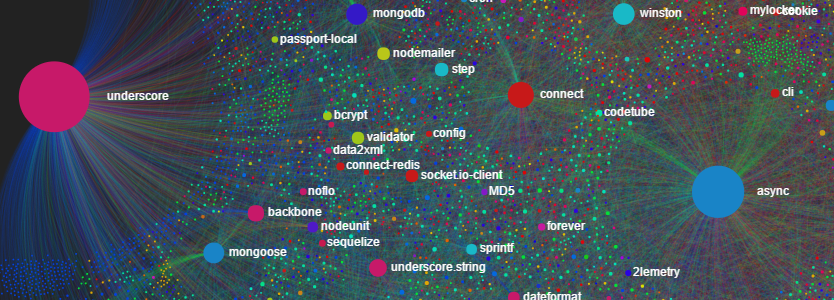 cron
mongodb
winston
mylocker
cookie
passport-local
nodemailer
step
cli
underscore
connect
codetube
bcrypt
validator
config
data2xml
connect-redis
socket.io-client
noflo
MD5
async
backbone
nodeunit
forever
sequelize
mongoose
sprintf
underscore.string
2lemetry
dateformat